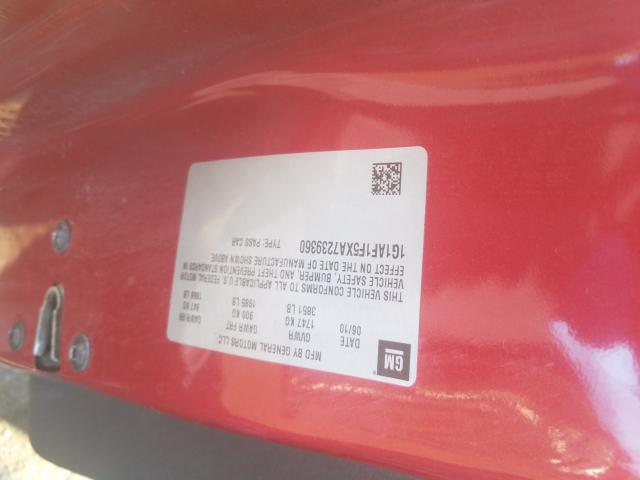 GM
MFD BY GENERAL MOTORS LLC
DATE GVWR GAWR FRT GAWR RR
06/10 1747 KG 900 KG 847 KG
3851 LB 1985 LB 1866 LB
THIS VEHICLE CONFORMS TO ALL APPLICABLE U.S. FEDERAL MOTOR
VEHICLE SAFETY, BUMPER, AND THEFT PREVENTION STANDARDS IN
EFFECT ON THE DATE OF MANUFACTURE SHOWN ABOVE.
1G1AF1F5XA7239360 TYPE: PASS CAR